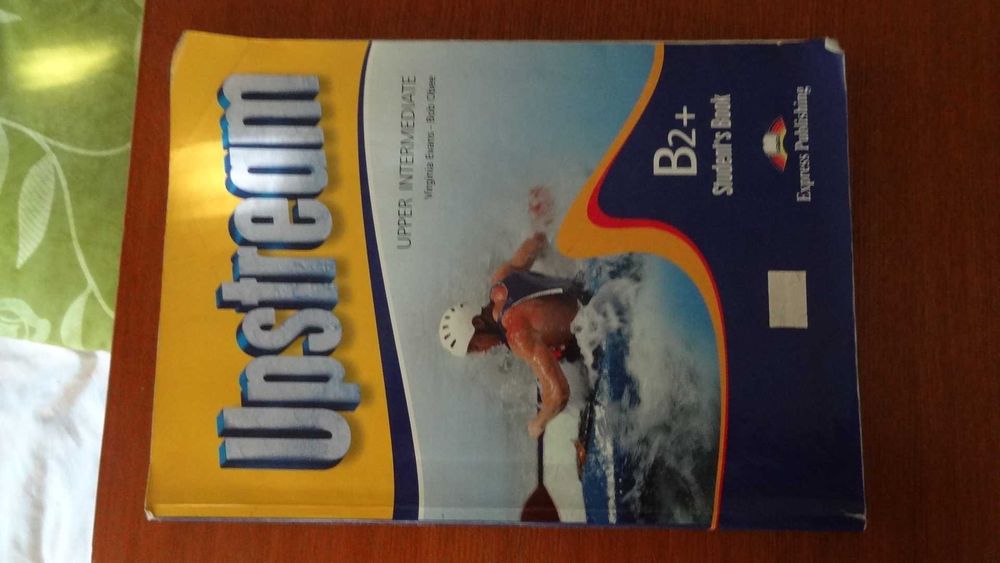 Upstream
UPPER INTERMEDIATE
Virginia Evans - Bob Obee
B2+
Student's Book
Express Publishing